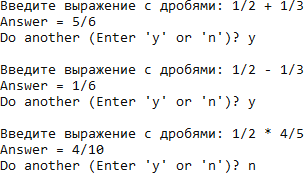 Введите выражение с дробями: 1/2 + 1/3
Answer = 5/6
Do another (Enter 'y' or 'n')? y
Введите выражение с дробями: 1/2 - 1/3
Answer = 1/6
Do another (Enter 'y' or 'n')? y
Введите выражение с дробями: 1/2 * 4/5
Answer = 4/10
Do another (Enter 'y' or 'n')? n